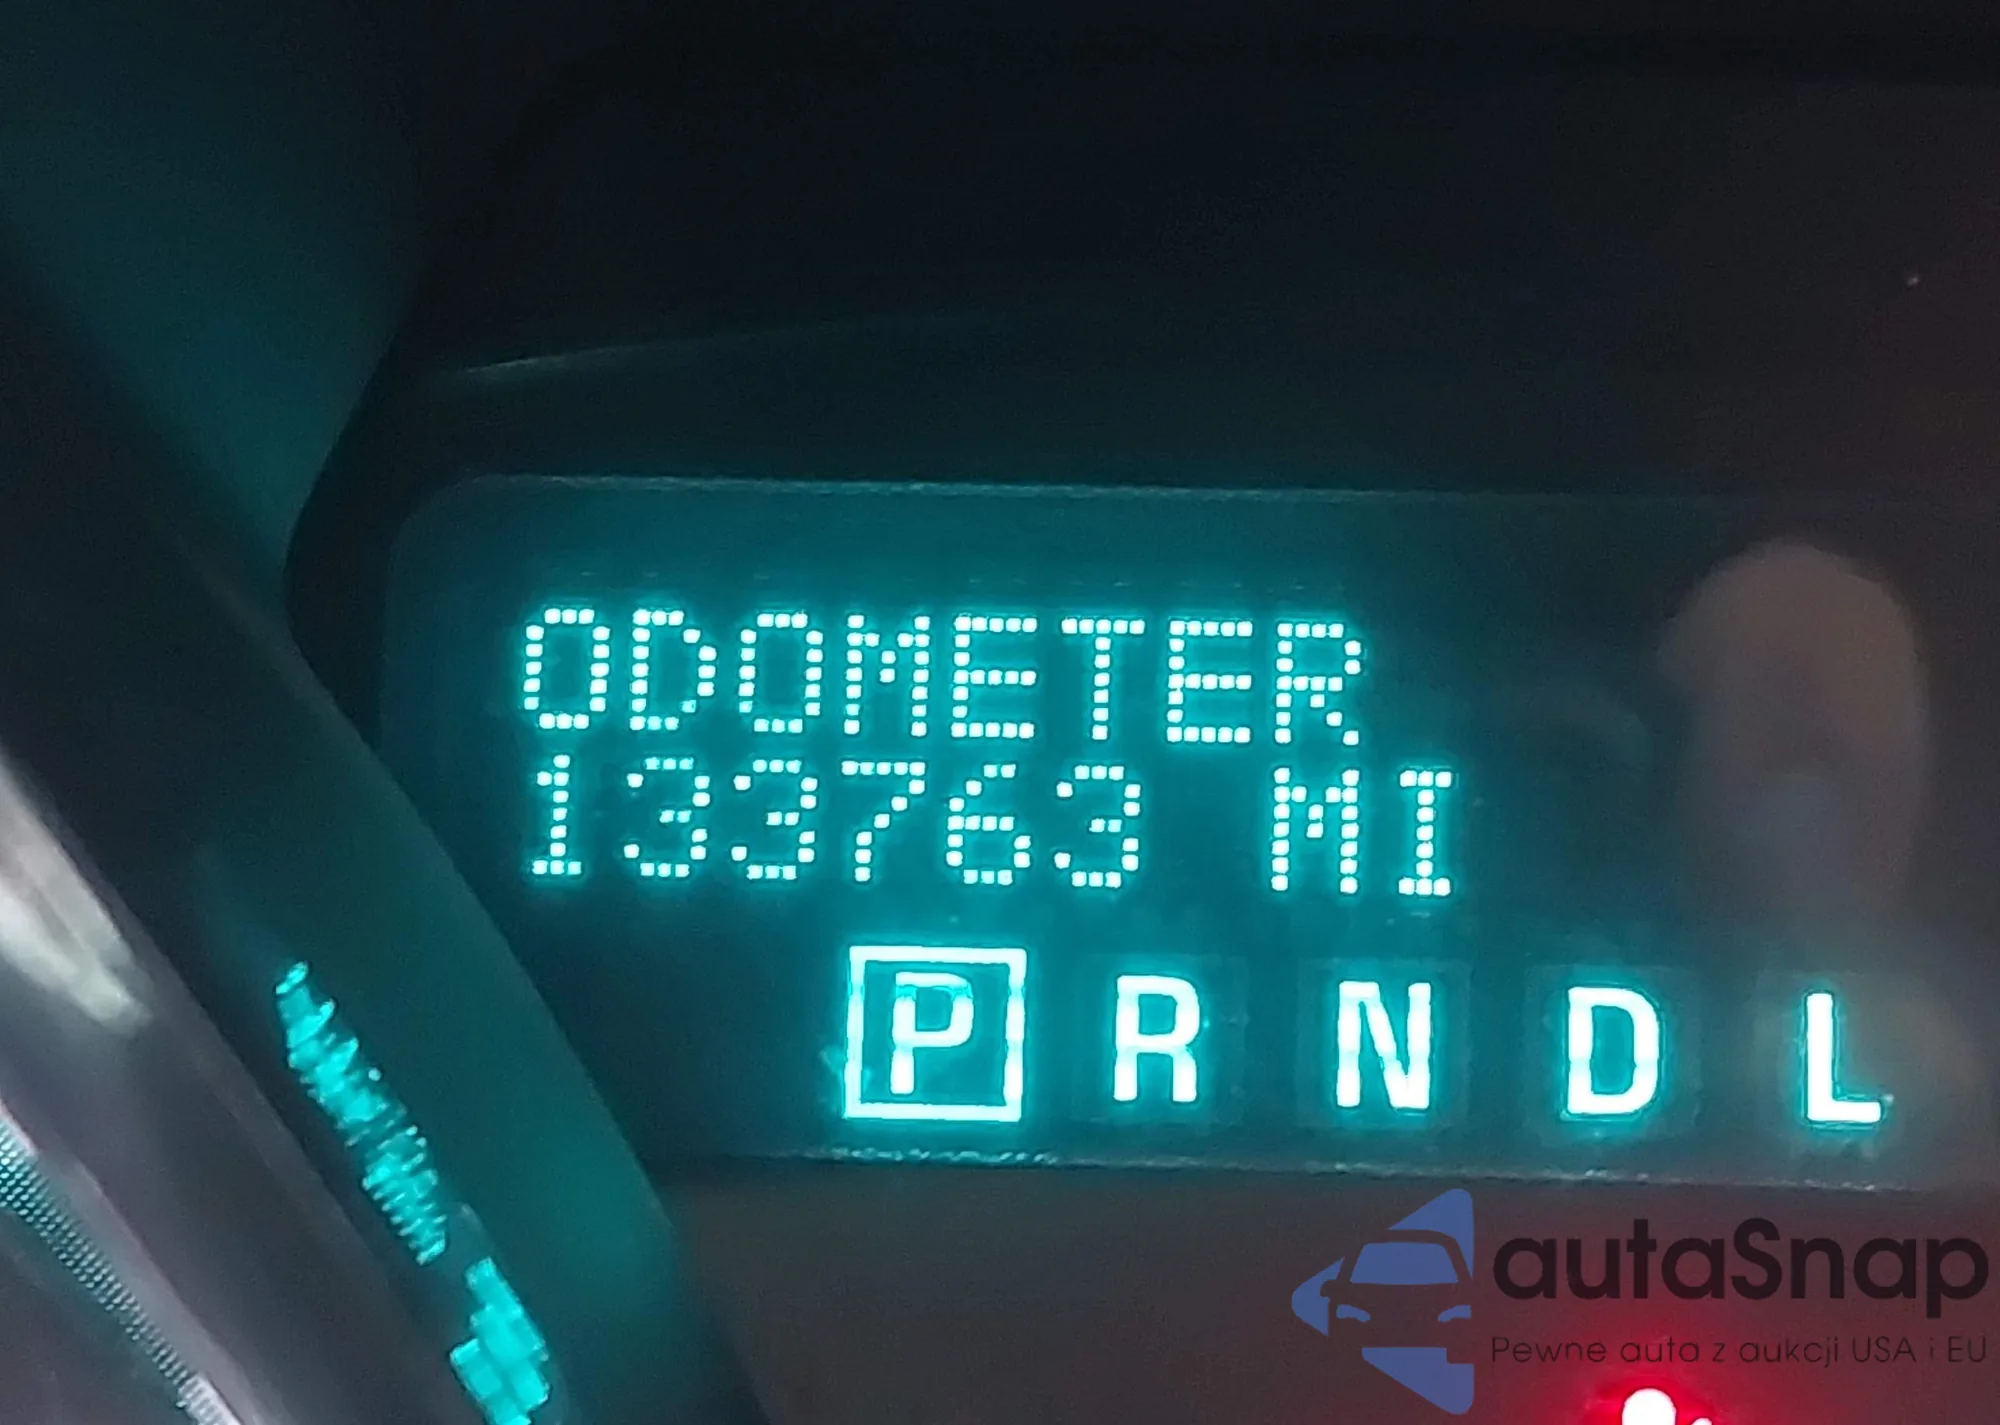 ODOMETER
133763 MI
P R N D L
autaSnap
Pewne auta z aukcji USA i EU